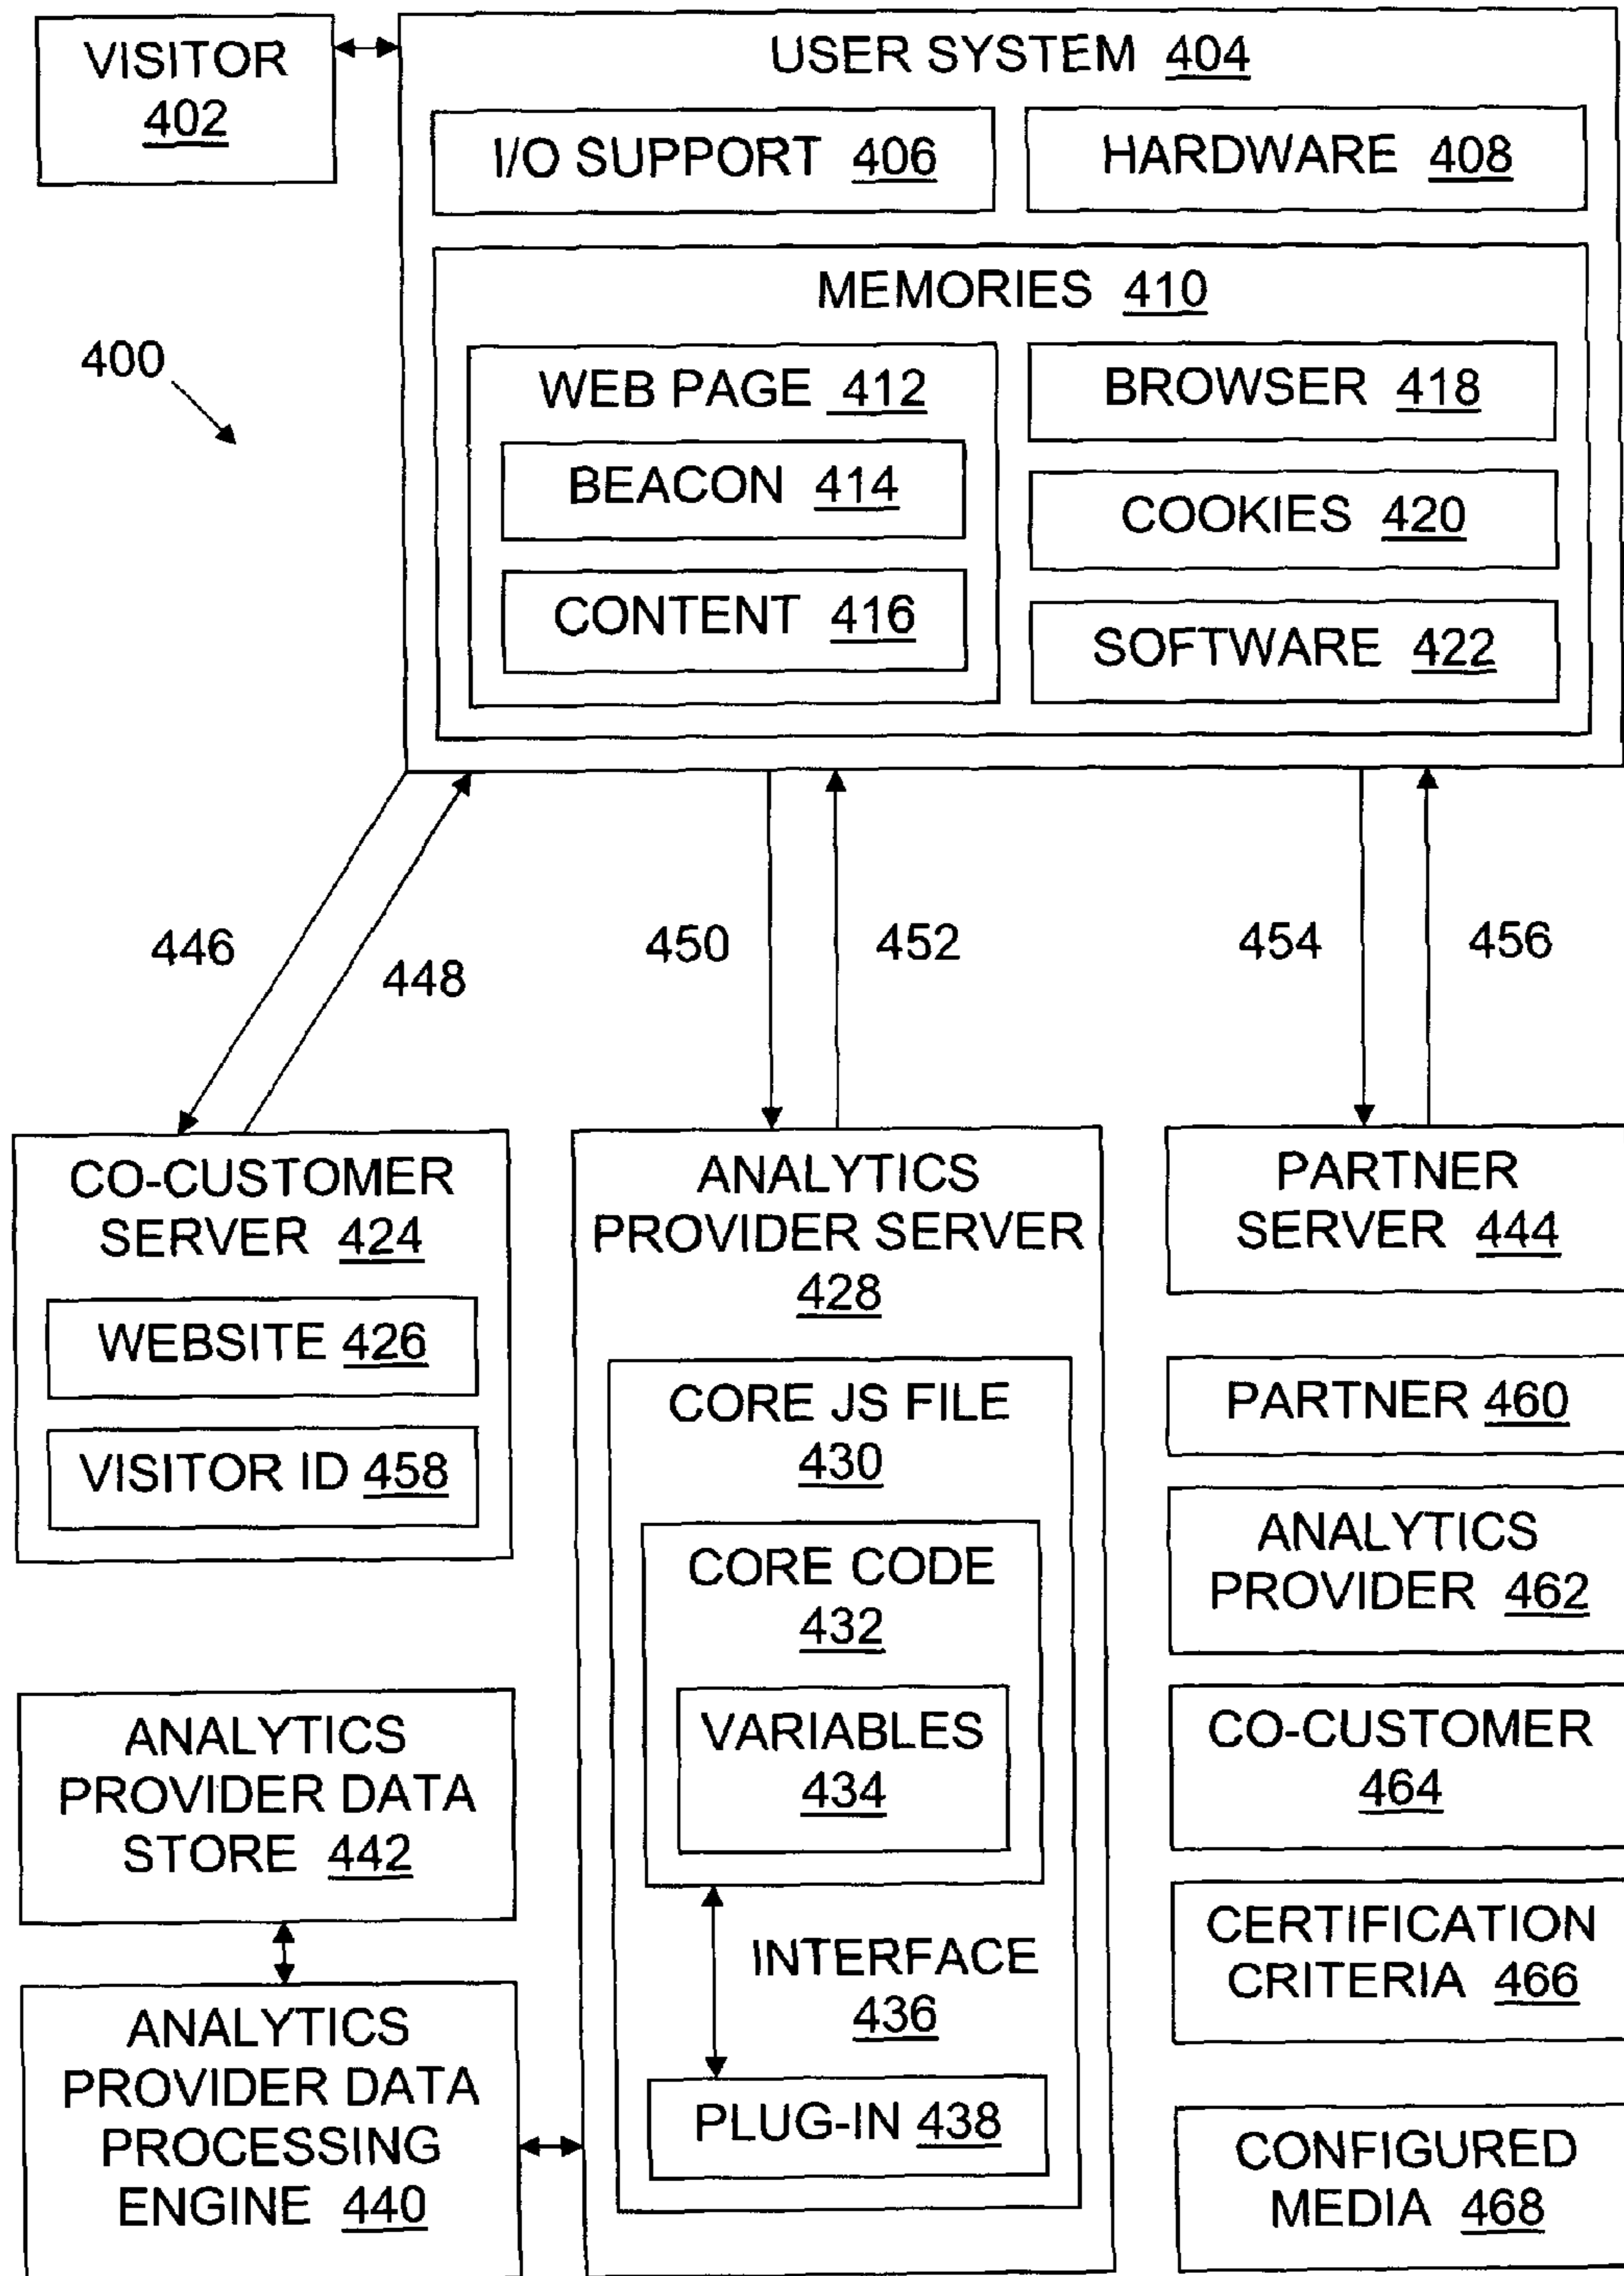 VISITOR
402
USER SYSTEM 404
I/O SUPPORT 406
HARDWARE 408
MEMORIES 410
400
WEB PAGE 412
BEACON 414
CONTENT 416
BROWSER 418
COOKIES 420
SOFTWARE 422
446
448
450
452
454
456
CO-CUSTOMER
SERVER 424
WEBSITE 426
VISITOR ID 458
ANALYTICS
PROVIDER DATA
STORE 442
ANALYTICS
PROVIDER DATA
PROCESSING
ENGINE 440
ANALYTICS
PROVIDER SERVER
428
CORE JS FILE
430
CORE CODE
432
VARIABLES
434
INTERFACE
436
PLUG-IN 438
PARTNER
SERVER 444
PARTNER 460
ANALYTICS
PROVIDER 462
CO-CUSTOMER
464
CERTIFICATION
CRITERIA 466
CONFIGURED
MEDIA 468